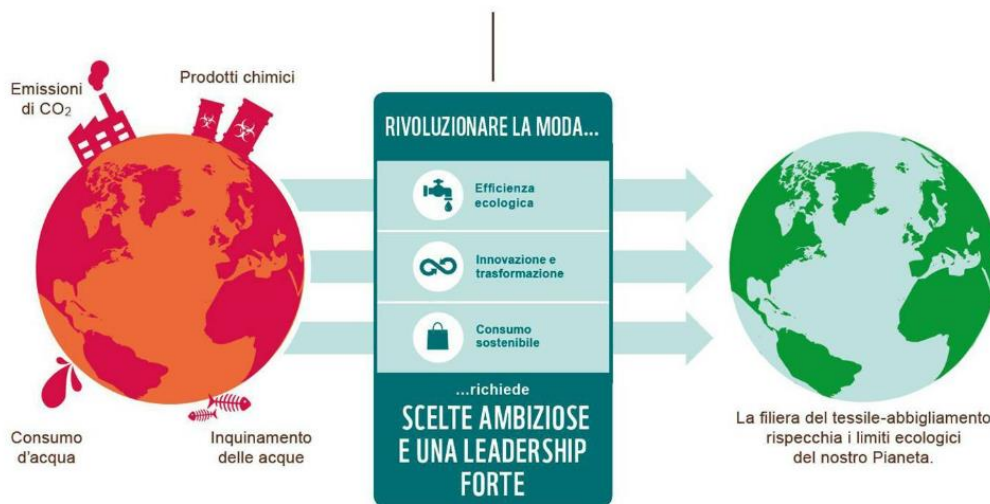 Emissioni
di CO₂
Prodotti chimici
Consumo
d'acqua
Inquinamento
delle acque
RIVOLUZIONARE LA MODA...
Efficienza
ecologica
Innovazione e
trasformazione
Consumo
sostenibile
...richiede
SCELTE AMBIZIOSE
E UNA LEADERSHIP
FORTE
La filiera del tessile-abbigliamento
rispecchia i limiti ecologici
del nostro Pianeta.